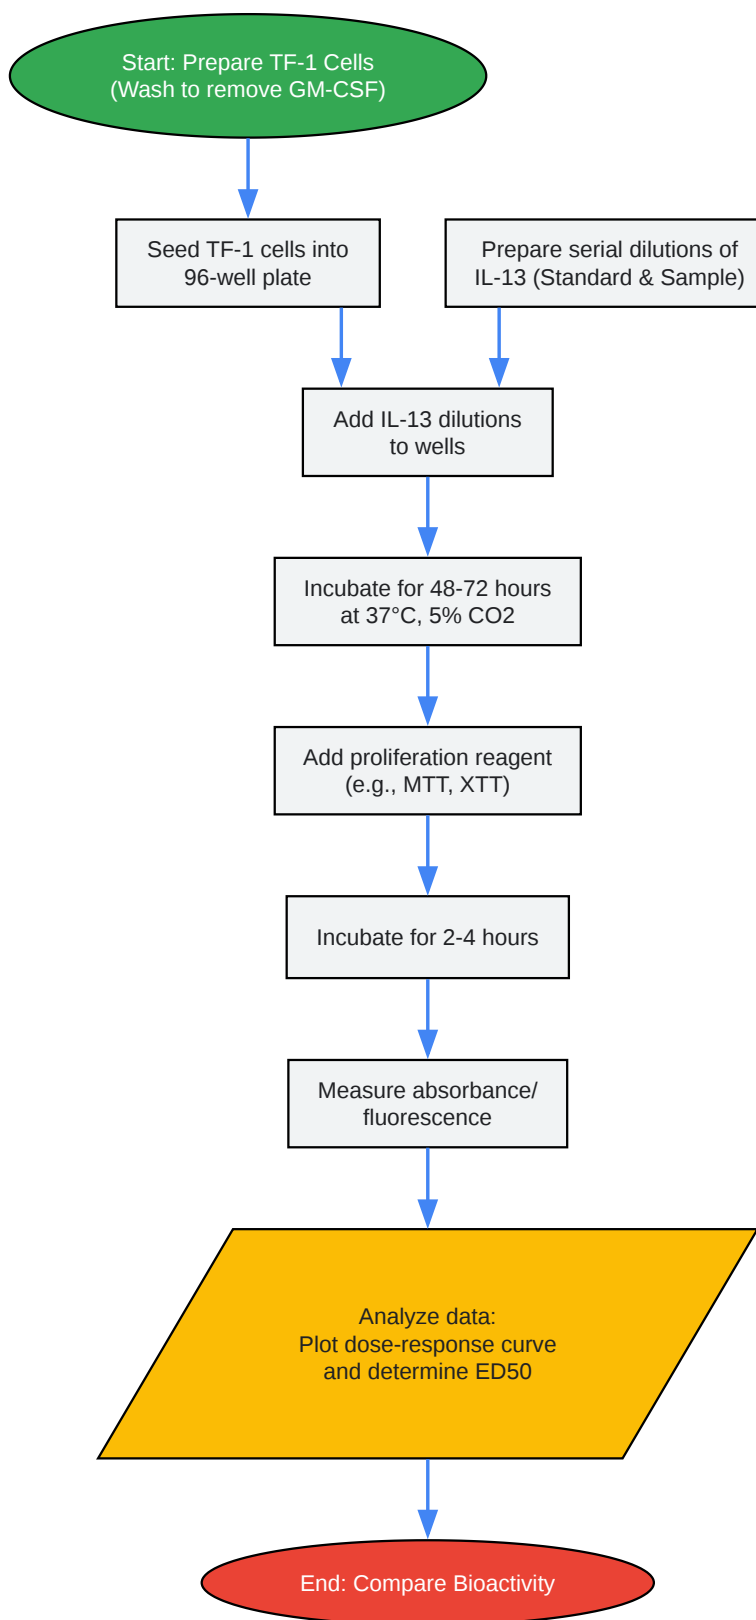 Start: Prepare TF-1 Cells
(Wash to remove GM-CSF)
Seed TF-1 cells into
96-well plate
Prepare serial dilutions of
IL-13 (Standard & Sample)
Add IL-13 dilutions
to wells
Incubate for 48-72 hours
at 37°C, 5% CO2
Add proliferation reagent
(e.g., MTT, XTT)
Incubate for 2-4 hours
Measure absorbance/
fluorescence
Analyze data:
Plot dose-response curve
and determine ED50
End: Compare Bioactivity